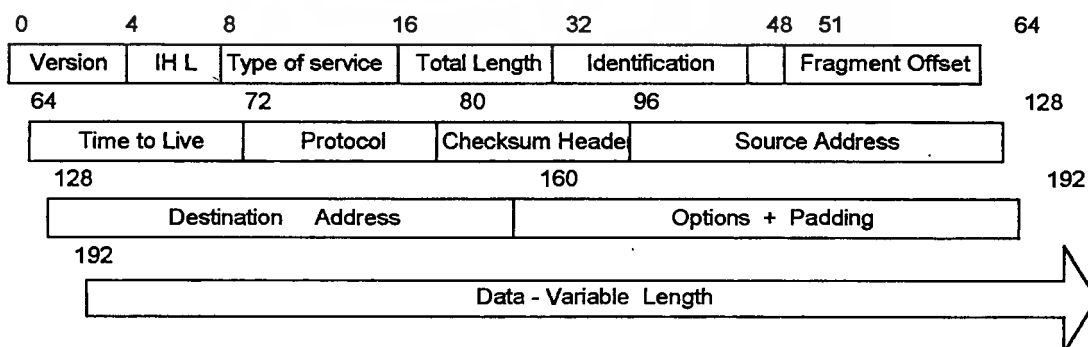 0 4 8 16 32 48 51 64
Version IH L Type of service Total Length Identification Fragment Offset
64 72 80 96 128
Time to Live Protocol Checksum Heade Source Address
128 160 192
Destination Address Options + Padding
192
Data - Variable Length